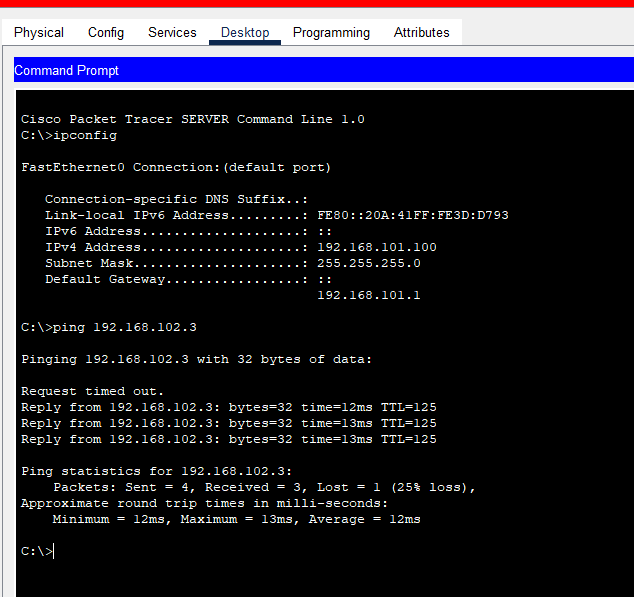 Physical Config Services Desktop Programming Attributes
Command Prompt
Cisco Packet Tracer SERVER Command Line 1.0
C:\>ipconfig
FastEthernet0 Connection:(default port)
Connection-specific DNS Suffix..:
Link-local IPv6 Address.........: FE80::20A:41FF:FE3D:D793
IPv6 Address....................: ::
IPv4 Address....................: 192.168.101.100
Subnet Mask.....................: 255.255.255.0
Default Gateway.................: ::
192.168.101.1
C:\>ping 192.168.102.3
Pinging 192.168.102.3 with 32 bytes of data:
Request timed out.
Reply from 192.168.102.3: bytes=32 time=12ms TTL=125
Reply from 192.168.102.3: bytes=32 time=13ms TTL=125
Reply from 192.168.102.3: bytes=32 time=13ms TTL=125
Ping statistics for 192.168.102.3:
Packets: Sent = 4, Received = 3, Lost = 1 (25% loss),
Approximate round trip times in milli-seconds:
Minimum = 12ms, Maximum = 13ms, Average = 12ms
C:\>